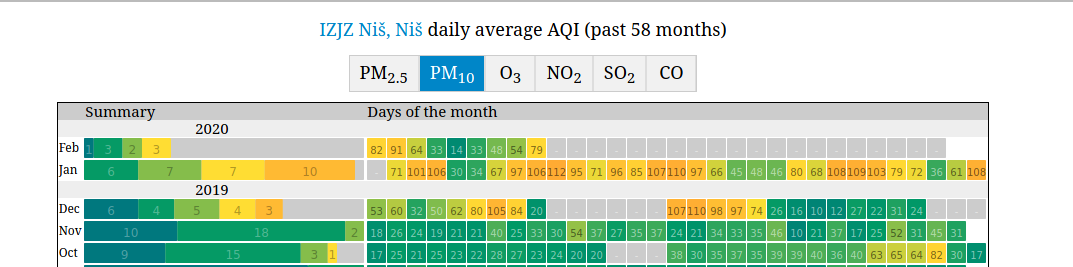 IZJZ Niš, Niš daily average AQI (past 58 months)
PM2.5 PM10 O3 NO2 SO2 CO
Summary Days of the month
2020
Feb 1 3 2 3 82 91 64 33 14 33 48 54 79 - - - - - - - - - - - - - - - - - - - -
Jan 6 7 7 10 - 71 101 106 30 34 67 97 106 112 95 71 96 85 107 110 97 66 45 48 46 80 68 108 109 103 79 72 36 61 108
2019
Dec 6 4 5 4 3 53 60 32 50 62 80 105 84 20 - - - - - - 107 110 98 97 74 26 16 10 12 27 22 31 24 - - -
Nov 10 18 2 18 26 24 19 21 21 40 25 33 30 54 37 27 35 37 24 21 34 33 35 46 10 21 37 17 25 52 31 45 31
Oct 9 15 3 1 17 25 21 25 23 22 28 27 23 24 20 20 - - - 38 30 35 37 35 39 39 40 36 40 63 65 64 82 30 17